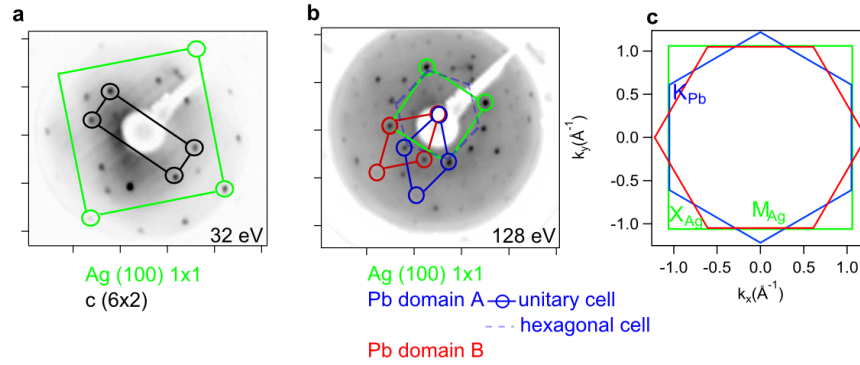 a
b
c
32 eV
128 eV
Ag (100) 1x1
c (6x2)
Ag (100) 1x1
Pb domain A unitary cell
hexagonal cell
Pb domain B
1.0
0.5
0.0
-0.5
-1.0
ky(Å-1)
KPb
XAg
MAg
-1.0 -0.5 0.0 0.5 1.0
kx(Å-1)